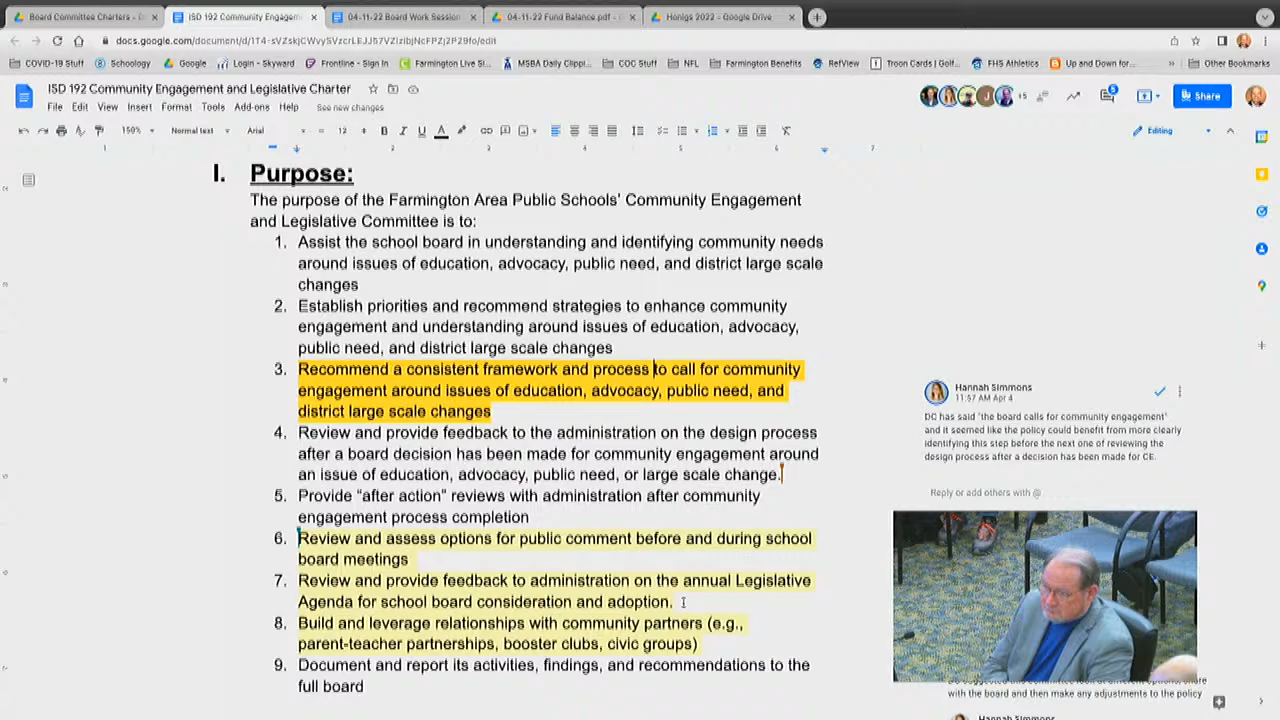 Board Committee Charters - G
ISD 192 Community Engagem
04-11-22 Board Work Session
04-11-22 Fund Balance.pdf - G
Honigs 2022 - Google Drive
docs.google.com/document/d/1T4-sVZskjCWvySVzcrLEJJ57VZlzibjNcFPZj2P29fo/edit
COVID-19 Stuff
Schoology
Google
Login - Skyward
Frontline - Sign In
Farmington Live St...
MSBA Daily Clippi...
COC Stuff
NFL
Farmington Benefits
RefView
Troon Cards | Golf...
FHS Athletics
Up and Down for...
»
Other Bookmarks
ISD 192 Community Engagement and Legislative Charter
File Edit View Insert Format Tools Add-ons Help See new changes
J
+5
Share
150% Normal text Arial 12
Editing
1 1 2 3 4 5 6 7
I. Purpose:
The purpose of the Farmington Area Public Schools' Community Engagement
and Legislative Committee is to:
1. Assist the school board in understanding and identifying community needs
around issues of education, advocacy, public need, and district large scale
changes
2. Establish priorities and recommend strategies to enhance community
engagement and understanding around issues of education, advocacy,
public need, and district large scale changes
3. Recommend a consistent framework and process to call for community
engagement around issues of education, advocacy, public need, and
district large scale changes
4. Review and provide feedback to the administration on the design process
after a board decision has been made for community engagement around
an issue of education, advocacy, public need, or large scale change.
5. Provide “after action” reviews with administration after community
engagement process completion
6. Review and assess options for public comment before and during school
board meetings
7. Review and provide feedback to administration on the annual Legislative
Agenda for school board consideration and adoption.
8. Build and leverage relationships with community partners (e.g.,
parent-teacher partnerships, booster clubs, civic groups)
9. Document and report its activities, findings, and recommendations to the
full board
Hannah Simmons
11:57 AM Apr 4
DC has said 'the board calls for community engagement'
and it seemed like the policy could benefit from more clearly
identifying this step before the next one of reviewing the
design process after a decision has been made for CE.
Reply or add others with @
with the board and then make any adjustments to the policy
Hannah Simmons